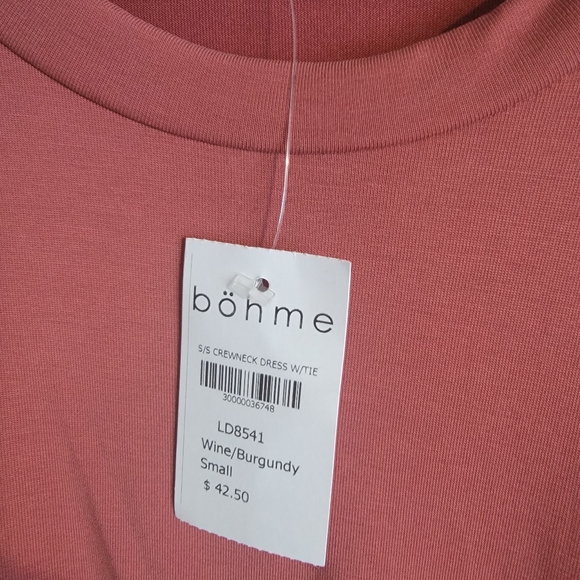 böhme
S/S CREWNECK DRESS W/TIE
30000036748
LD8541
Wine/Burgundy
Small
$ 42.50